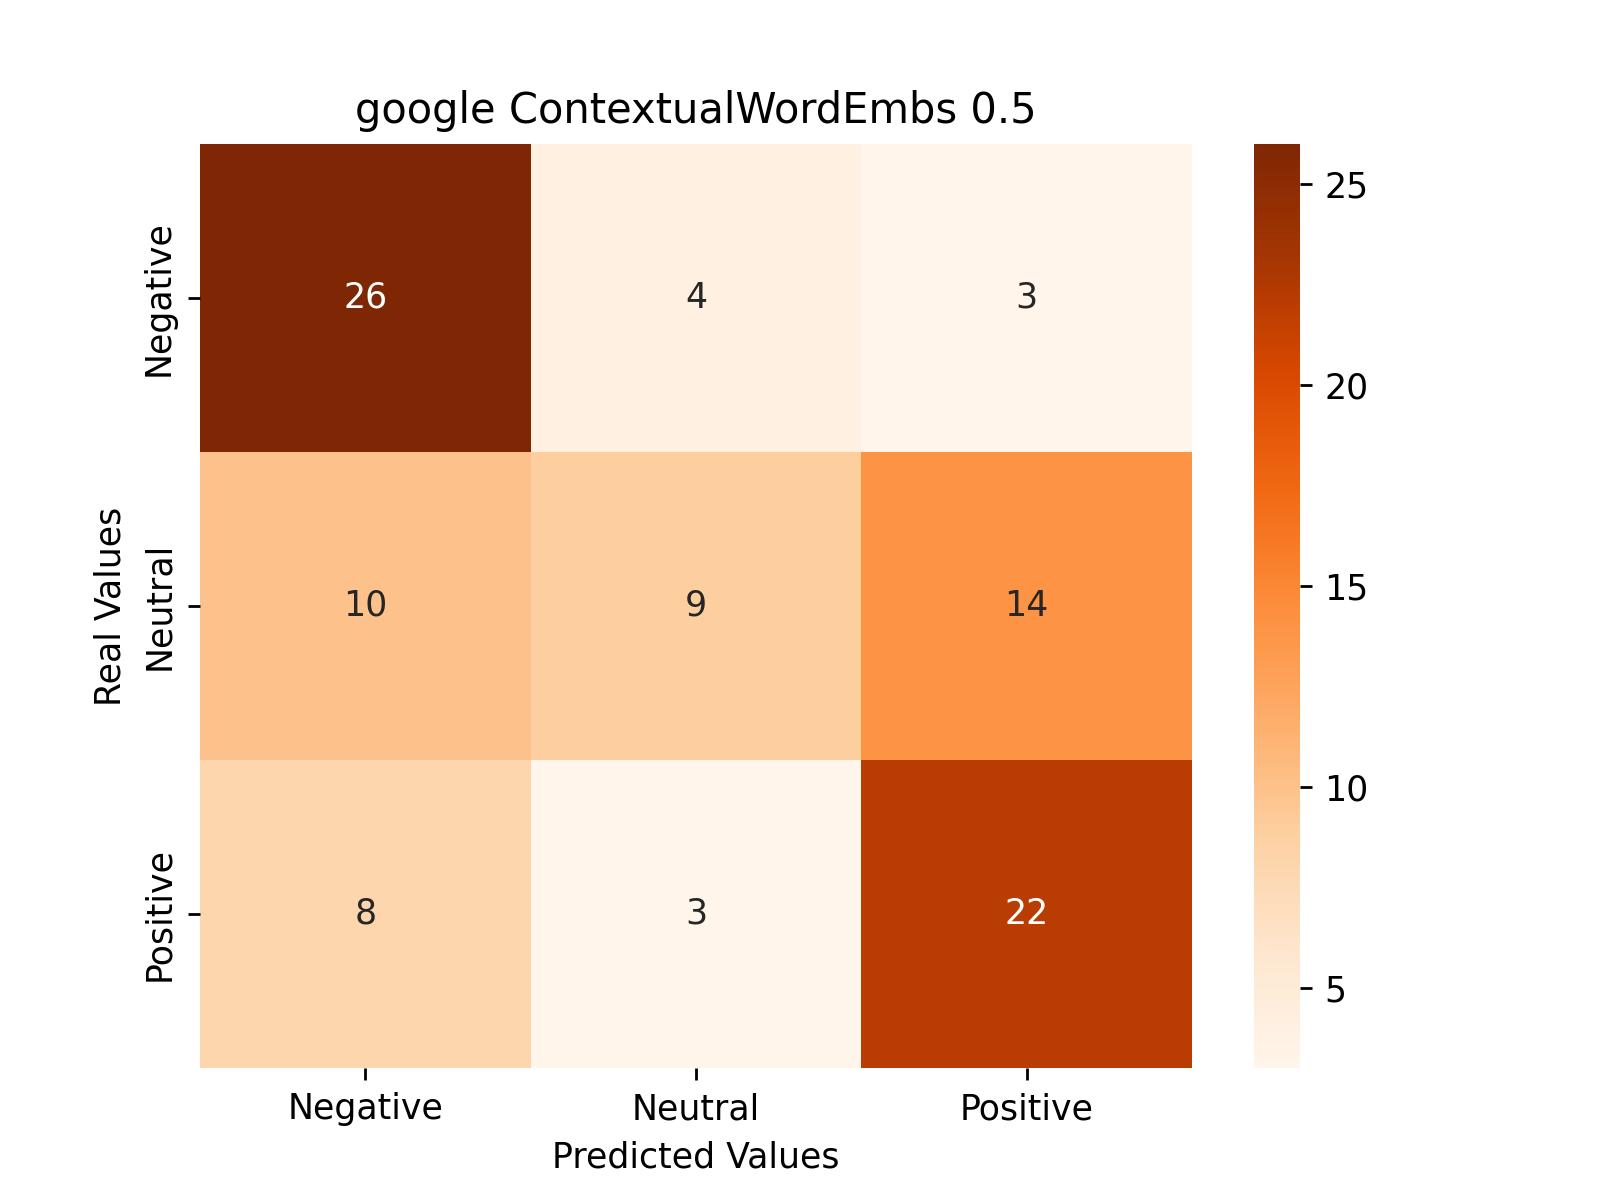 google ContextualWordEmbs 0.5
Real Values
Negative
26
4
3
Neutral
10
9
14
Positive
8
3
22
Negative
Neutral
Positive
Predicted Values
25
20
15
10
5